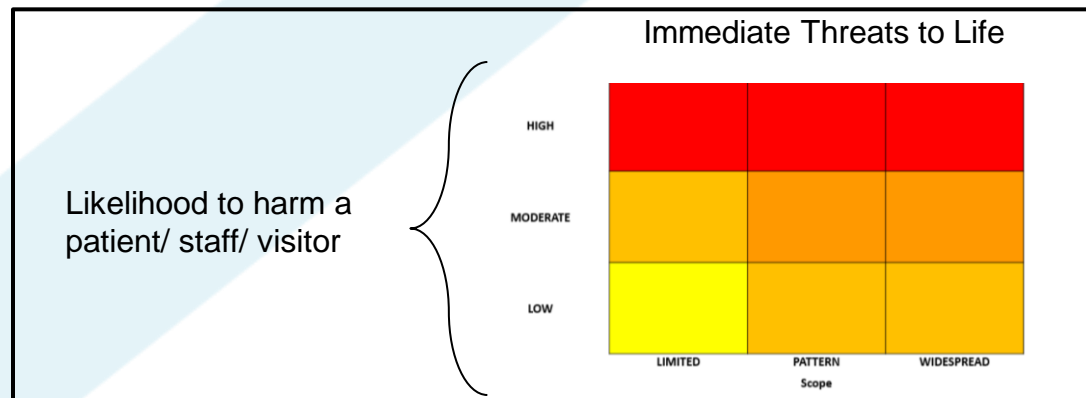 Immediate Threats to Life
HIGH
Likelihood to harm a
patient/ staff/ visitor
MODERATE
LOW
LIMITED PATTERN WIDESPREAD
Scope